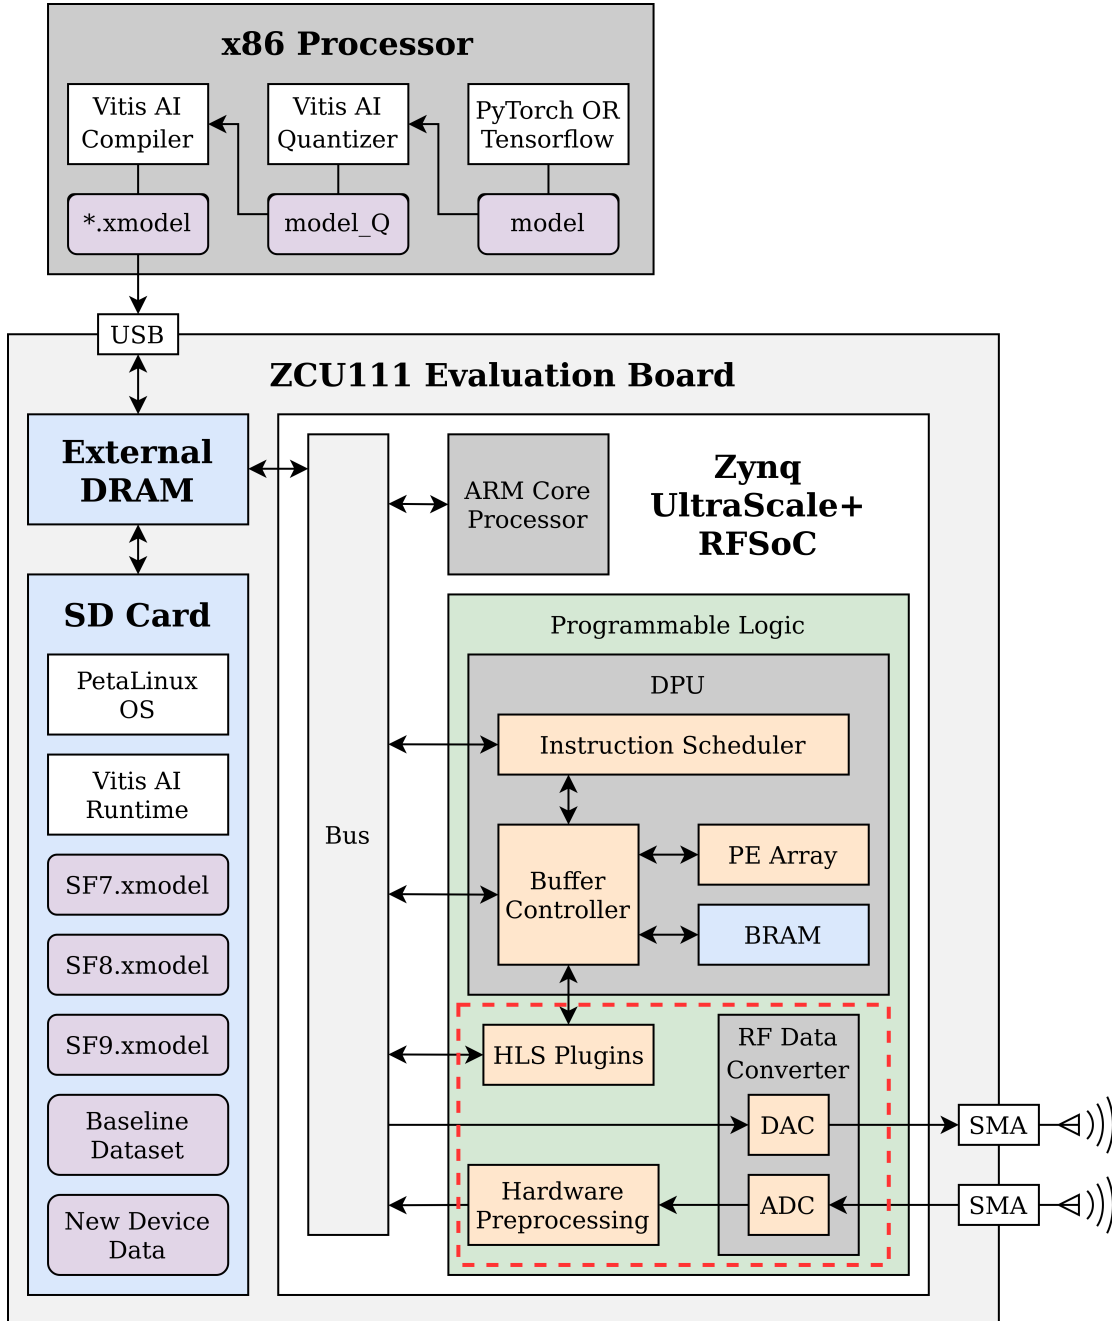 x86 Processor
Vitis AI
Compiler
Vitis AI
Quantizer
PyTorch OR
Tensorflow
*.xmodel
model_Q
model
USB
ZCU111 Evaluation Board
External
DRAM
SD Card
PetaLinux
OS
Vitis AI
Runtime
SF7.xmodel
SF8.xmodel
SF9.xmodel
Baseline
Dataset
New Device
Data
Bus
ARM Core
Processor
Zynq
UltraScale+
RFSoC
Programmable Logic
DPU
Instruction Scheduler
Buffer
Controller
PE Array
BRAM
HLS Plugins
RF Data
Converter
DAC
ADC
Hardware
Preprocessing
SMA
SMA